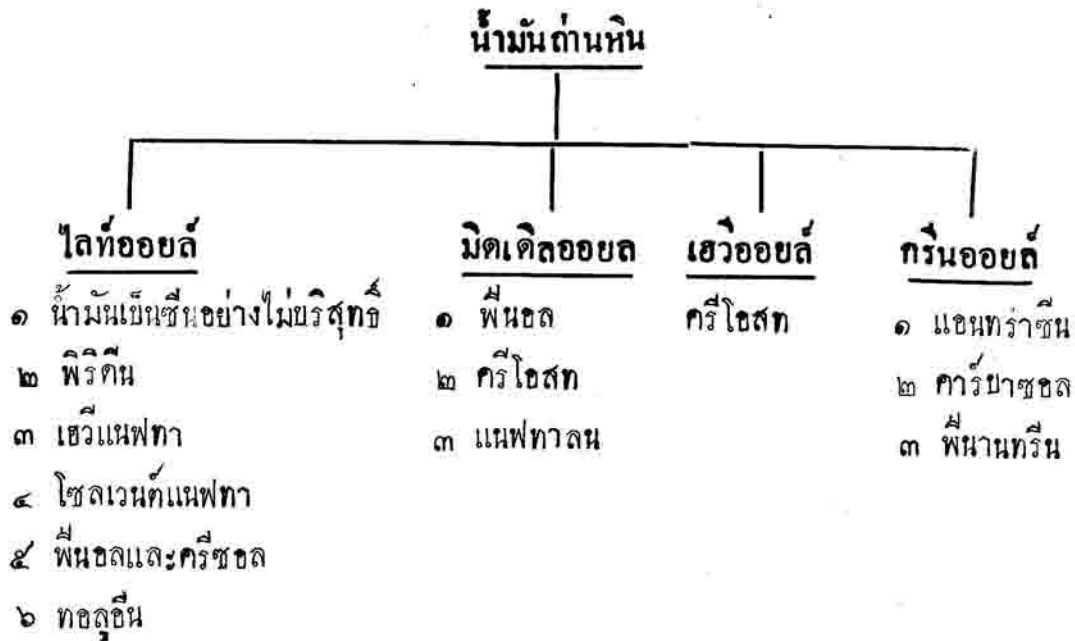 น้ำมันถ่านหิน
ไลท์ออยล์
๑ น้ำมันเบ็นซีนอย่างไม่บริสุทธิ์
๒ พิริดีน
๓ เฮวีแนฟทา
๔ โซลเวนต์แนฟทา
๕ พีนอลและครีซอล
๖ ทอลุอีน
มิดเดิลออยล
๑ พีนอล
๒ ครีโอสท
๓ แนฟทาลน
เฮวีออยล์
ครีโอสท
กรีนออยล์
๑ แอนทร่าซีน
๒ คาร์บาซอล
๓ พีนานทรีน